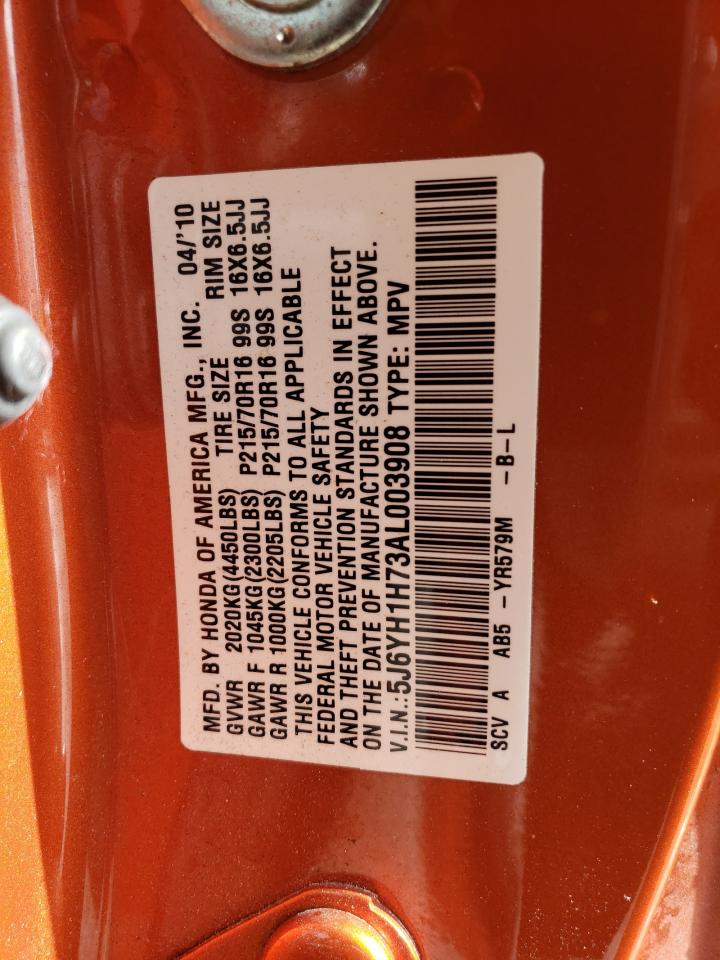 MFD. BY HONDA OF AMERICA MFG., INC. 04/'10
GVWR 2020KG(4450LBS) TIRE SIZE RIM SIZE
GAWR F 1045KG(2300LBS) P215/70R16 99S 16X6.5JJ
GAWR R 1000KG(2205LBS) P215/70R16 99S 16X6.5JJ
THIS VEHICLE CONFORMS TO ALL APPLICABLE
FEDERAL MOTOR VEHICLE SAFETY
AND THEFT PREVENTION STANDARDS IN EFFECT
ON THE DATE OF MANUFACTURE SHOWN ABOVE.
V.I.N.:5J6YH1H73AL003908 TYPE: MPV
SCV A AB5 -YR579M -B-L